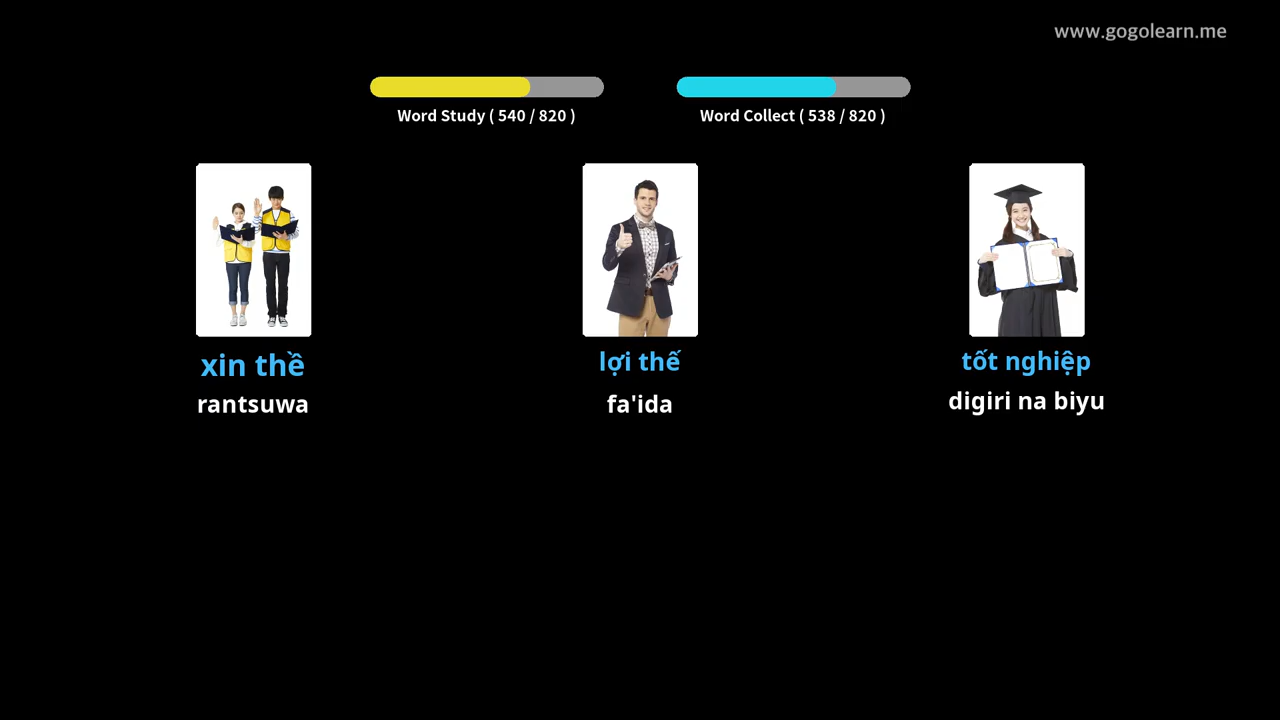 www.gogolearn.me
Word Study ( 540 / 820 )
Word Collect ( 538 / 820 )
xin thề
lợi thế
tốt nghiệp
rantsuwa
fa'ida
digiri na biyu